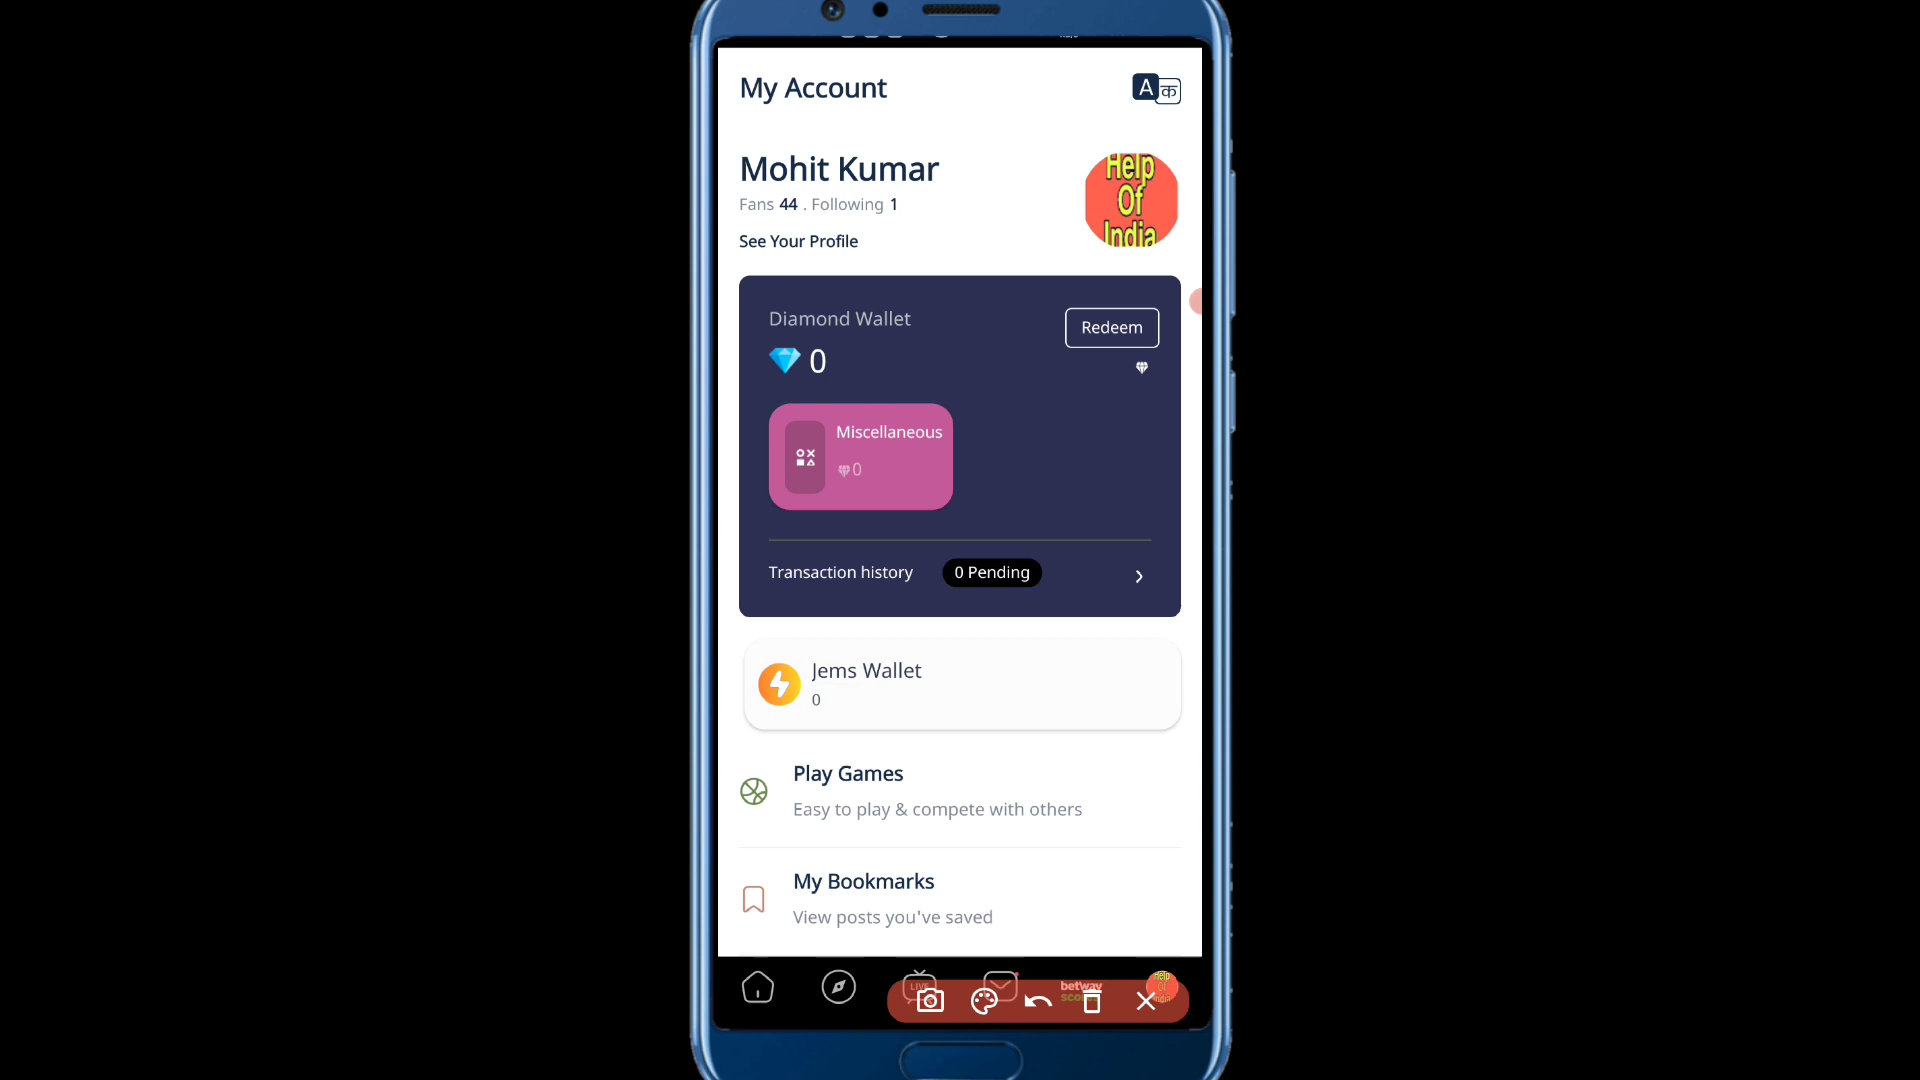 My Account
A क
Mohit Kumar
Fans 44 . Following 1
See Your Profile
Help
Of
India
Diamond Wallet
Redeem
0
Miscellaneous
0
Transaction history
0 Pending
Jems Wallet
0
Play Games
Easy to play & compete with others
My Bookmarks
View posts you've saved
LIVE
betway
Help
Of